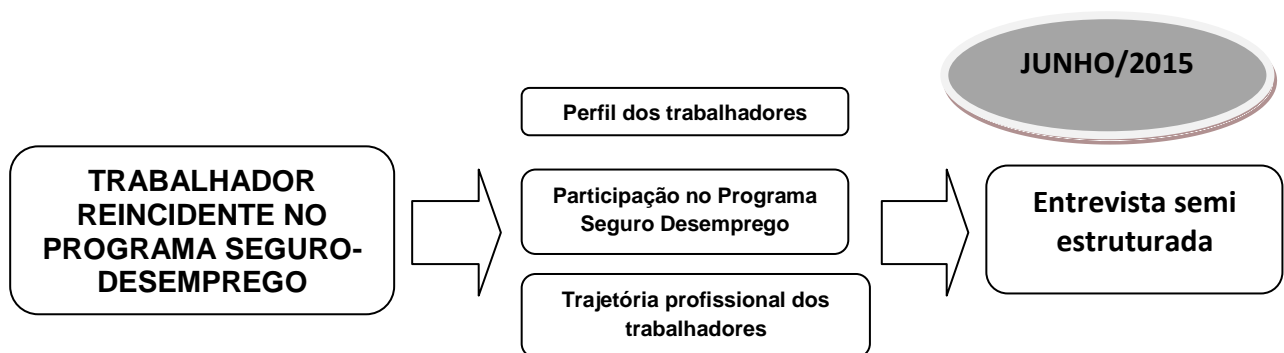 JUNHO/2015
Perfil dos trabalhadores
TRABALHADOR
REINCIDENTE NO
PROGRAMA SEGURO-
DESEMPREGO
Participação no Programa
Seguro Desemprego
Entrevista semi
estruturada
Trajetória profissional dos
trabalhadores